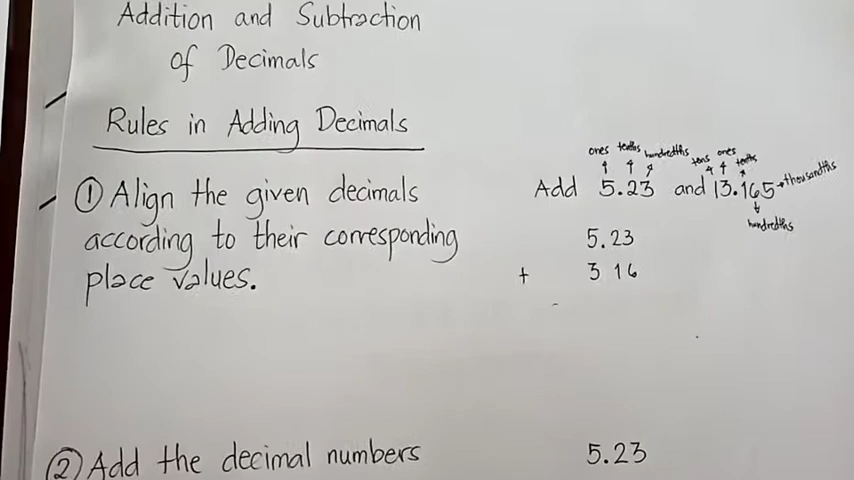 Addition and Subtraction
of Decimals
Rules in Adding Decimals
① Align the given decimals
according to their corresponding
place values.
ones tenths hundredths tens ones tenths
Add 5.23 and 13.165 → thousandths
hundredths
5.23
+ 3 16
② Add the decimal numbers
5.23